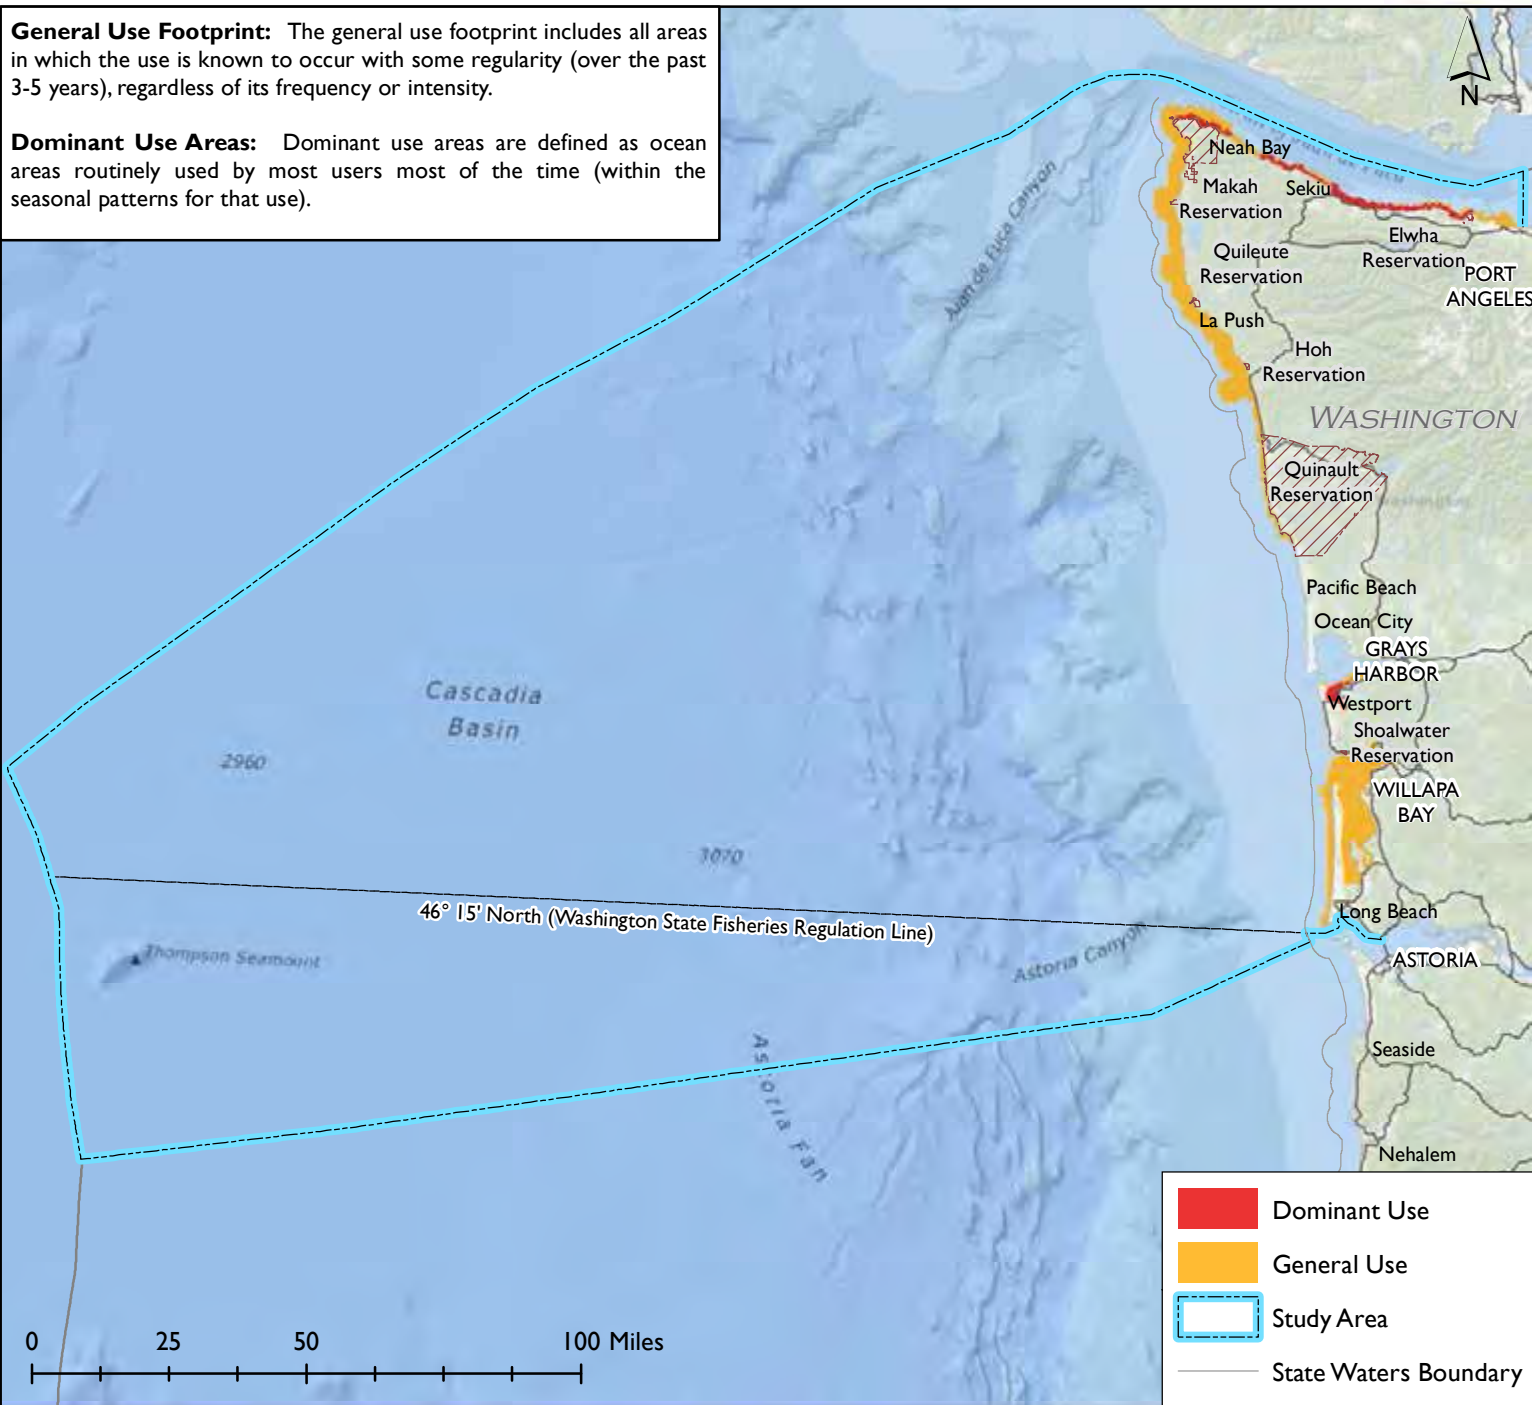 General Use Footprint: The general use footprint includes all areas
in which the use is known to occur with some regularity (over the past
3-5 years), regardless of its frequency or intensity.
Dominant Use Areas: Dominant use areas are defined as ocean
areas routinely used by most users most of the time (within the
seasonal patterns for that use).
N
Neah Bay
Makah
Reservation
Sekiu
Elwha
Reservation
PORT
ANGELES
Juan de Fuca Canyon
Quileute
Reservation
La Push
Hoh
Reservation
WASHINGTON
Quinault
Reservation
Washington
Pacific Beach
Ocean City
GRAYS
HARBOR
Westport
Shoalwater
Reservation
WILLAPA
BAY
Cascadia
Basin
2960
3070
46° 15' North (Washington State Fisheries Regulation Line)
Long Beach
Thompson Seamount
Astoria Canyon
ASTORIA
Astoria Fan
Seaside
Nehalem
0 25 50 100 Miles
Dominant Use
General Use
Study Area
State Waters Boundary